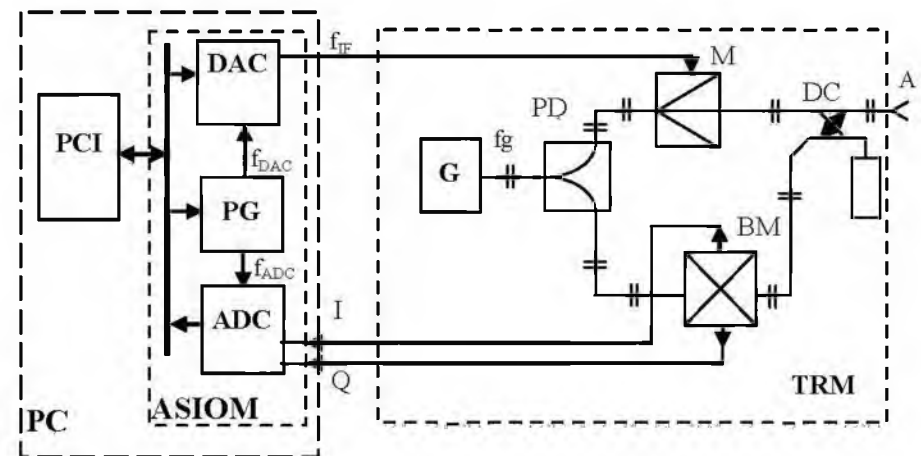 DAC
f_IF
M
A
DC
PD
PCI
f_DAC
fg
G
PG
BM
f_ADC
ADC
I
Q
ASIOM
TRM
PC